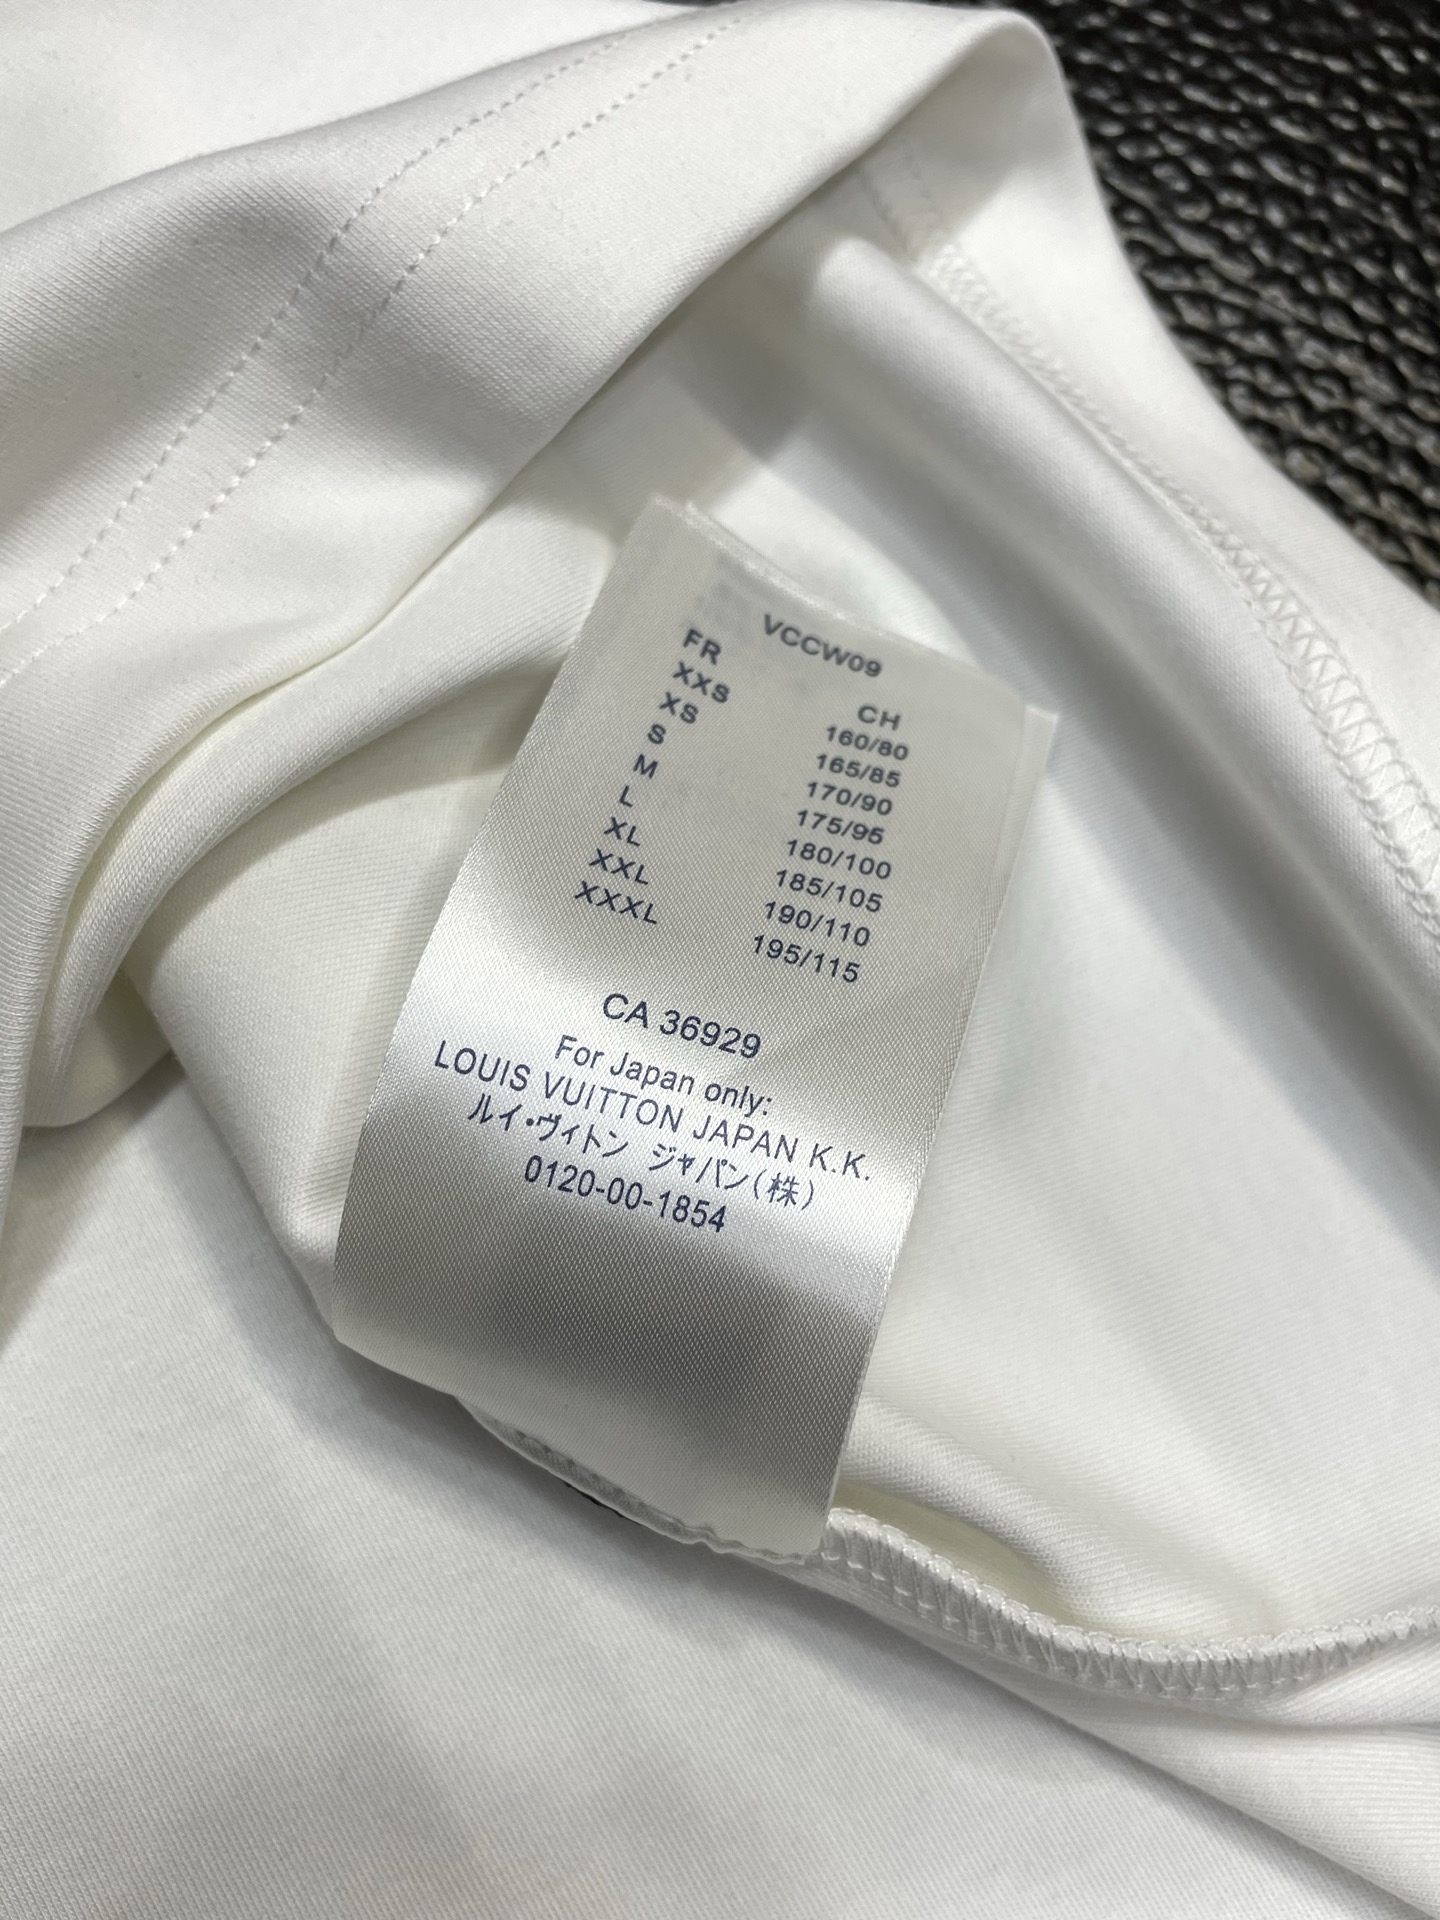 VCCW09
FR CH
XXS 160/80
XS 165/85
S 170/90
M 175/95
L 180/100
XL 185/105
XXL 190/110
XXXL 195/115
CA 36929
For Japan only:
LOUIS VUITTON JAPAN K.K.
ルイ・ヴィトン ジャパン(株)
0120-00-1854